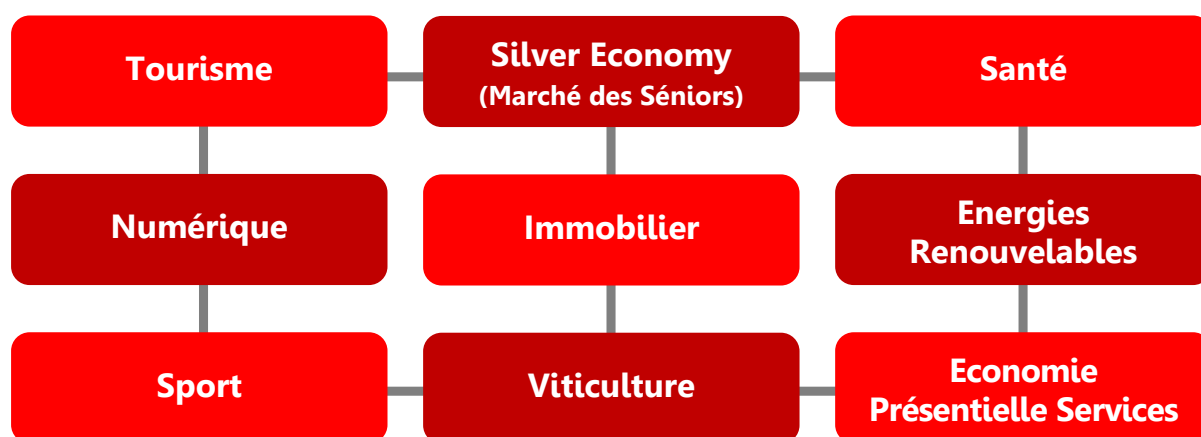 Tourisme
Silver Economy
(Marché des Séniors)
Santé
Numérique
Immobilier
Energies
Renouvelables
Sport
Viticulture
Economie
Présentielle Services